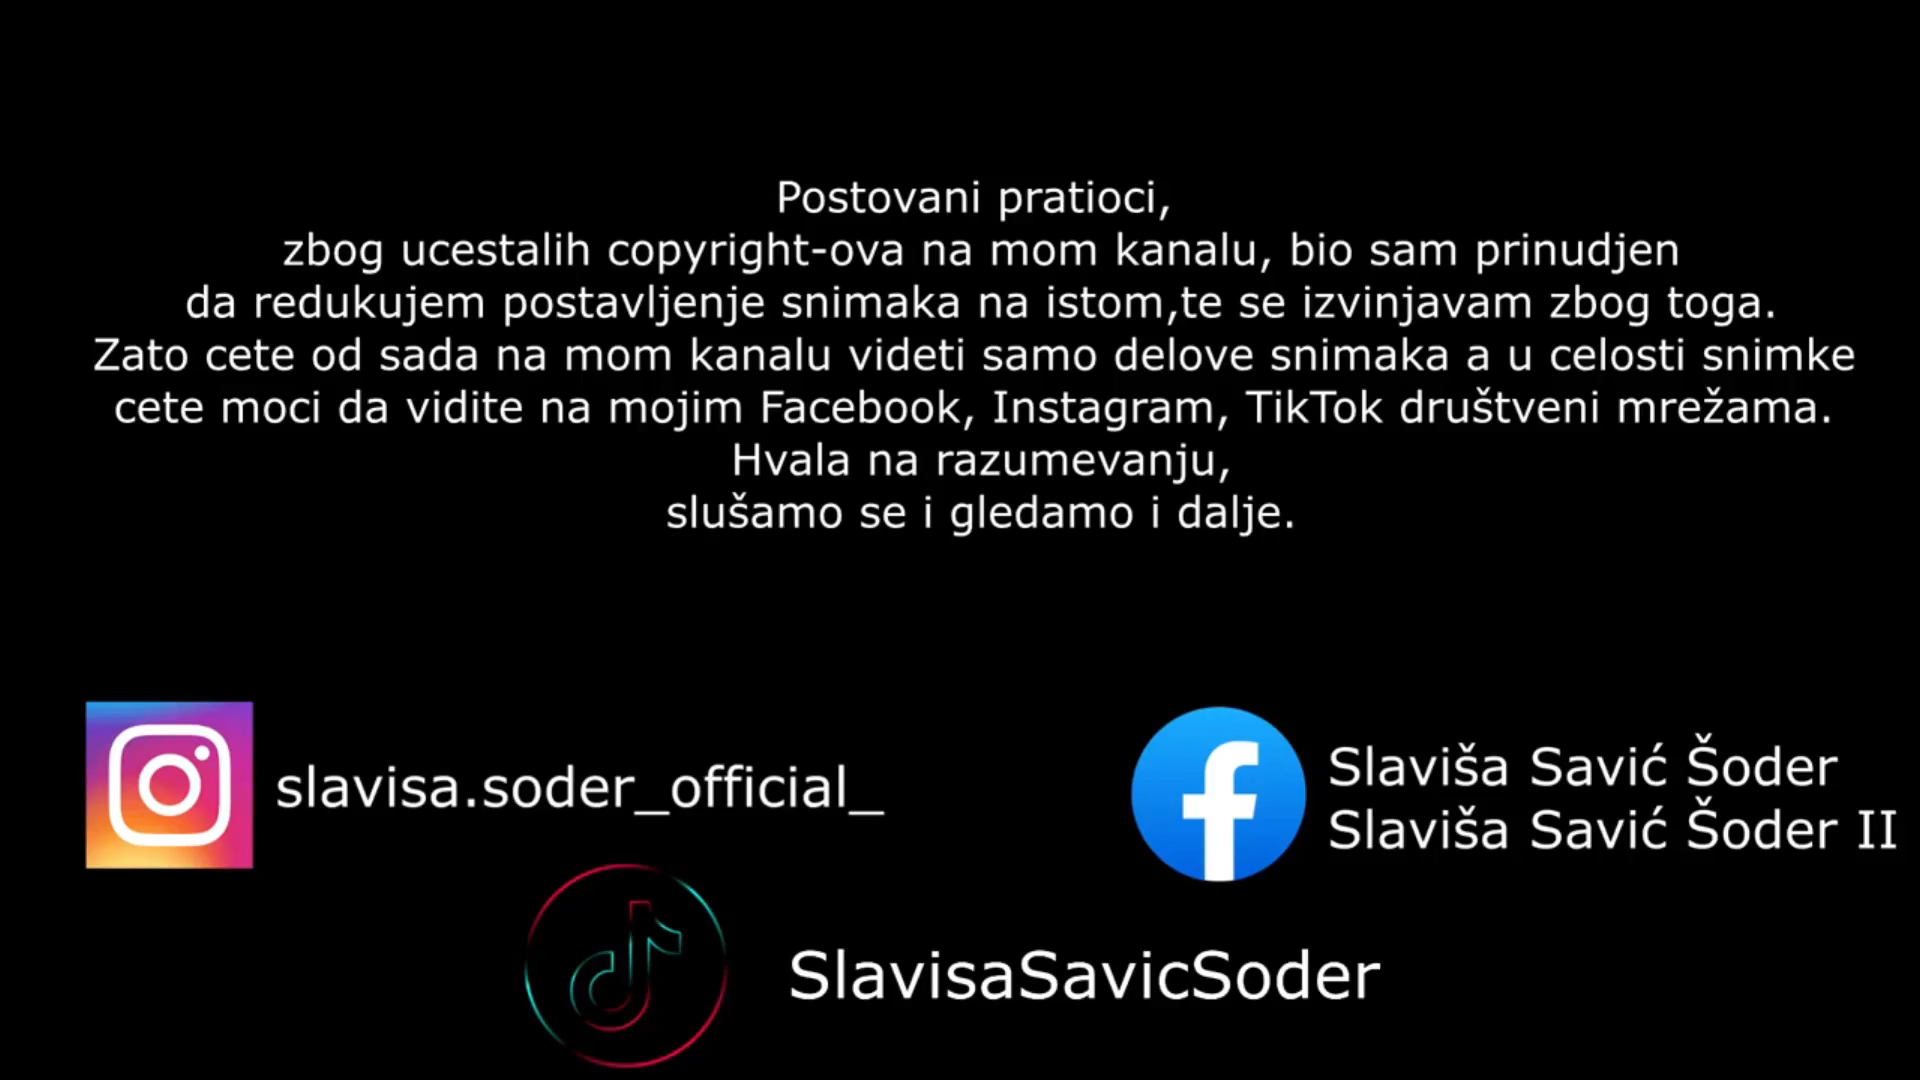 Postovani pratioci,
zbog ucestalih copyright-ova na mom kanalu, bio sam prinudjen
da redukujem postavljenje snimaka na istom,te se izvinjavam zbog toga.
Zato cete od sada na mom kanalu videti samo delove snimaka a u celosti snimke
cete moci da vidite na mojim Facebook, Instagram, TikTok društveni mrežama.
Hvala na razumevanju,
slušamo se i gledamo i dalje.
slavisa.soder_official_
Slaviša Savić Šoder
Slaviša Savić Šoder II
SlavisaSavicSoder